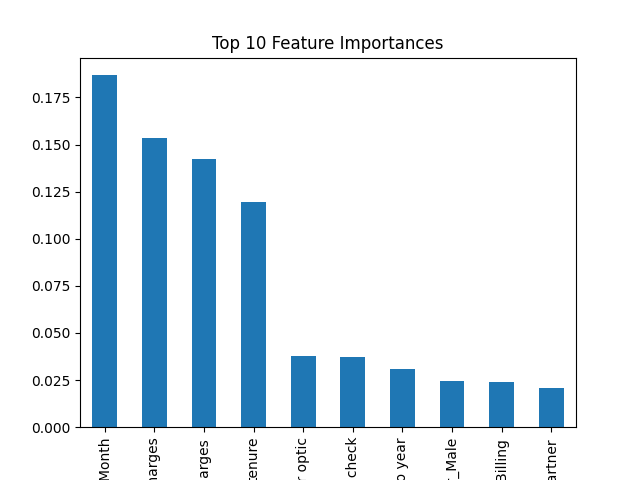 Top 10 Feature Importances
0.175
0.150
0.125
0.100
0.075
0.050
0.025
0.000
Month
harges
arges
tenure
r optic
check
o year
r_Male
Billing
artner